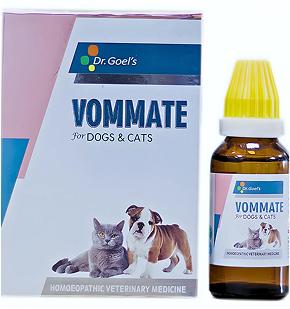 Dr.Goel's
VOMMATE
for DOGS & CATS
HOMOEOPATHIC VETERINARY MEDICINE
Dr.Goel's
VOMMATE
for DOGS & CATS
HOMOEOPATHIC VETERINARY MEDICINE